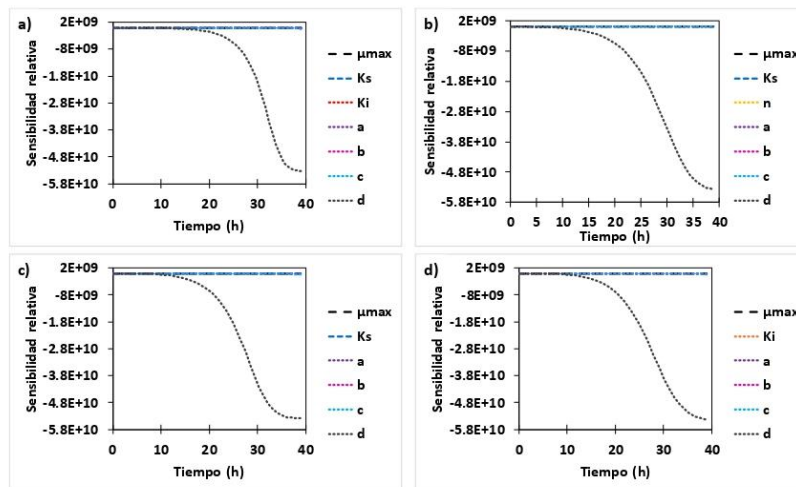 a)
Sensibilidad relativa
2E+09
-8E+09
-1.8E+10
-2.8E+10
-3.8E+10
-4.8E+10
-5.8E+10
0 10 20 30 40
Tiempo (h)
μmax
Ks
Ki
a
b
c
d
b)
Sensibilidad relativa
2E+09
-8E+09
-1.8E+10
-2.8E+10
-3.8E+10
-4.8E+10
-5.8E+10
0 5 10 15 20 25 30 35 40
Tiempo (h)
μmax
Ks
n
a
b
c
d
c)
Sensibilidad relativa
2E+09
-8E+09
-1.8E+10
-2.8E+10
-3.8E+10
-4.8E+10
-5.8E+10
0 10 20 30 40
Tiempo (h)
μmax
Ks
a
b
c
d
d)
Sensibilidad relativa
2E+09
-8E+09
-1.8E+10
-2.8E+10
-3.8E+10
-4.8E+10
-5.8E+10
0 10 20 30 40
Tiempo (h)
μmax
Ki
a
b
c
d